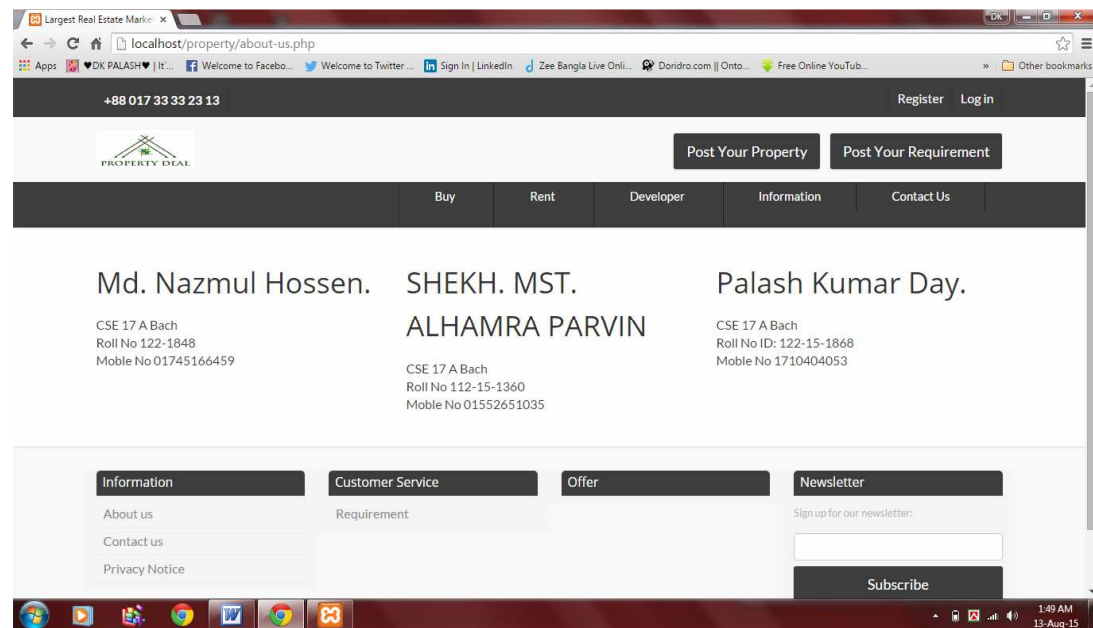 Largest Real Estate Marke
DK
localhost/property/about-us.php
Apps ♥DK PALASH♥ | It'... Welcome to Facebo... Welcome to Twitter ... Sign In | LinkedIn Zee Bangla Live Onli... Doridro.com || Onto... Free Online YouTub... » Other bookmarks
+88 017 33 33 23 13 Register Log in
PROPERTY DEAL
Post Your Property Post Your Requirement
Buy Rent Developer Information Contact Us
Md. Nazmul Hossen.
CSE 17 A Bach
Roll No 122-1848
Moble No 01745166459
SHEKH. MST.
ALHAMRA PARVIN
CSE 17 A Bach
Roll No 112-15-1360
Moble No 01552651035
Palash Kumar Day.
CSE 17 A Bach
Roll No ID: 122-15-1868
Moble No 1710404053
Information
About us
Contact us
Privacy Notice
Customer Service
Requirement
Offer
Newsletter
Sign up for our newsletter:
Subscribe
1:49 AM
13-Aug-15